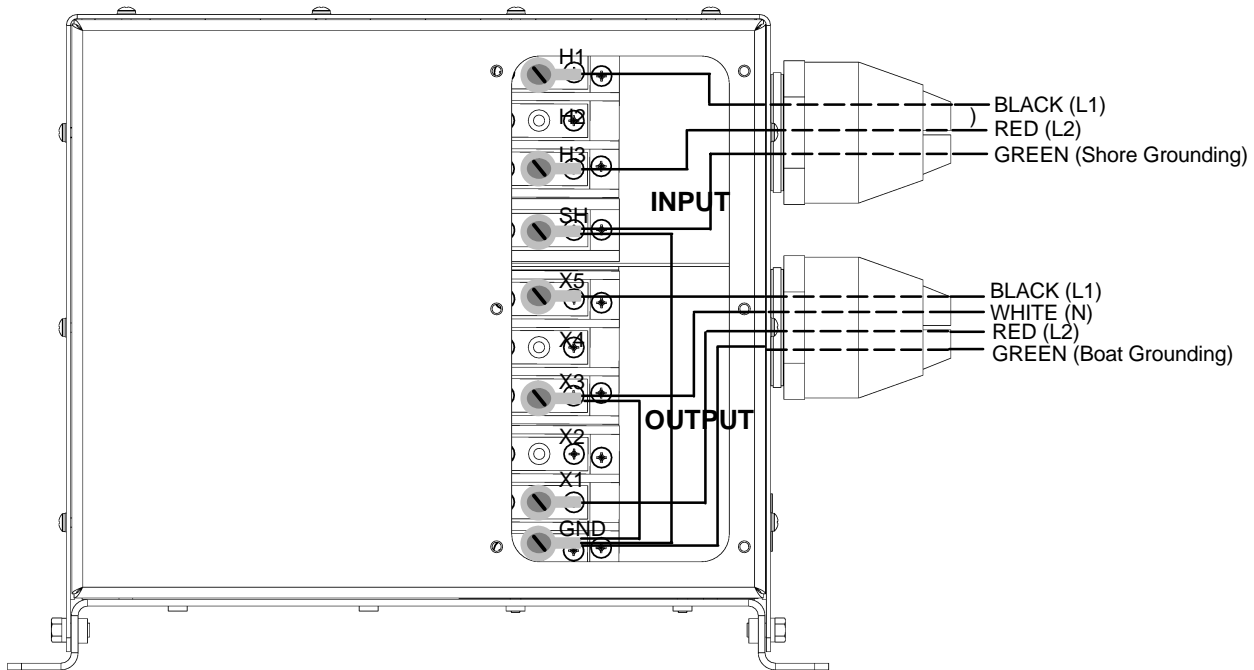 H1
BLACK (L1)
)
RED (L2)
H2
H3
GREEN (Shore Grounding)
INPUT
SH
X5
BLACK (L1)
WHITE (N)
RED (L2)
X4
GREEN (Boat Grounding)
X3
OUTPUT
X2
X1
GND